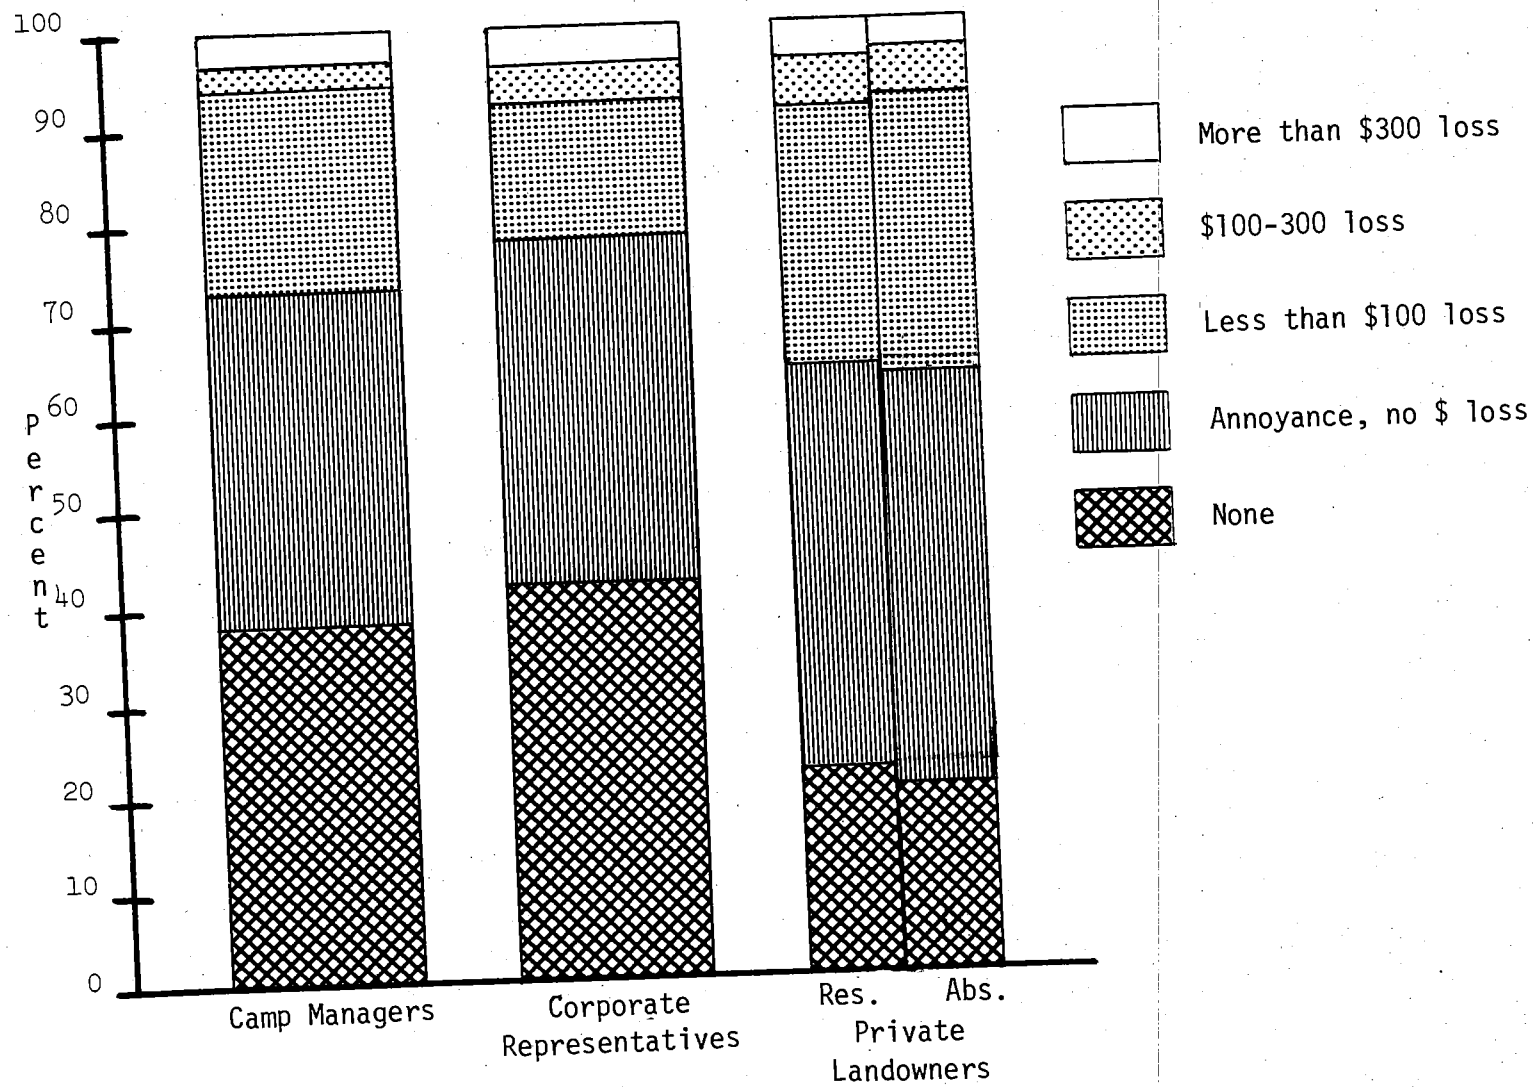 100
90
80
70
60
50
40
30
20
10
0
Percent
More than $300 loss
$100-300 loss
Less than $100 loss
Annoyance, no $ loss
None
Camp Managers
Corporate
Representatives
Res.
Abs.
Private
Landowners